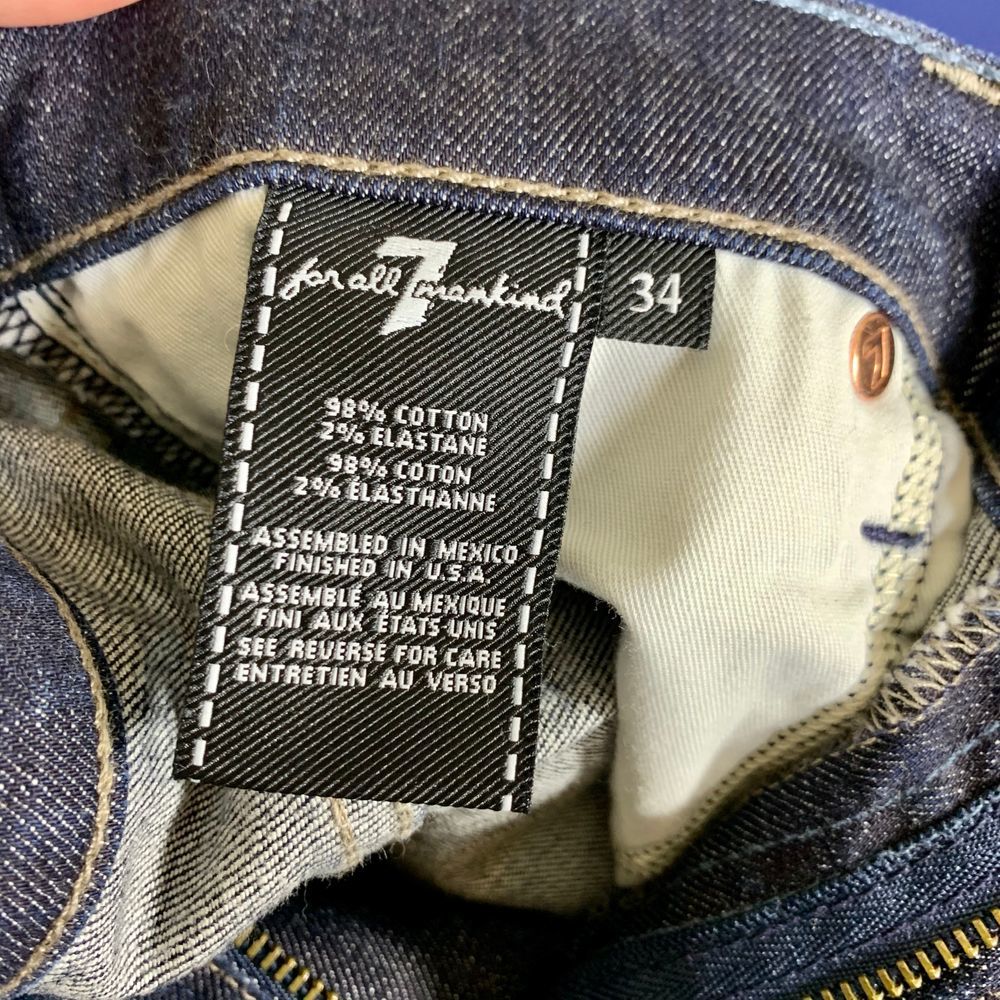 7
for all mankind
34
98% COTTON
2% ELASTANE
98% COTON
2% ÉLASTHANNE
ASSEMBLED IN MEXICO
FINISHED IN U.S.A.
ASSEMBLÉ AU MEXIQUE
FINI AUX ÉTATS UNIS
SEE REVERSE FOR CARE
ENTRETIEN AU VERSO
7